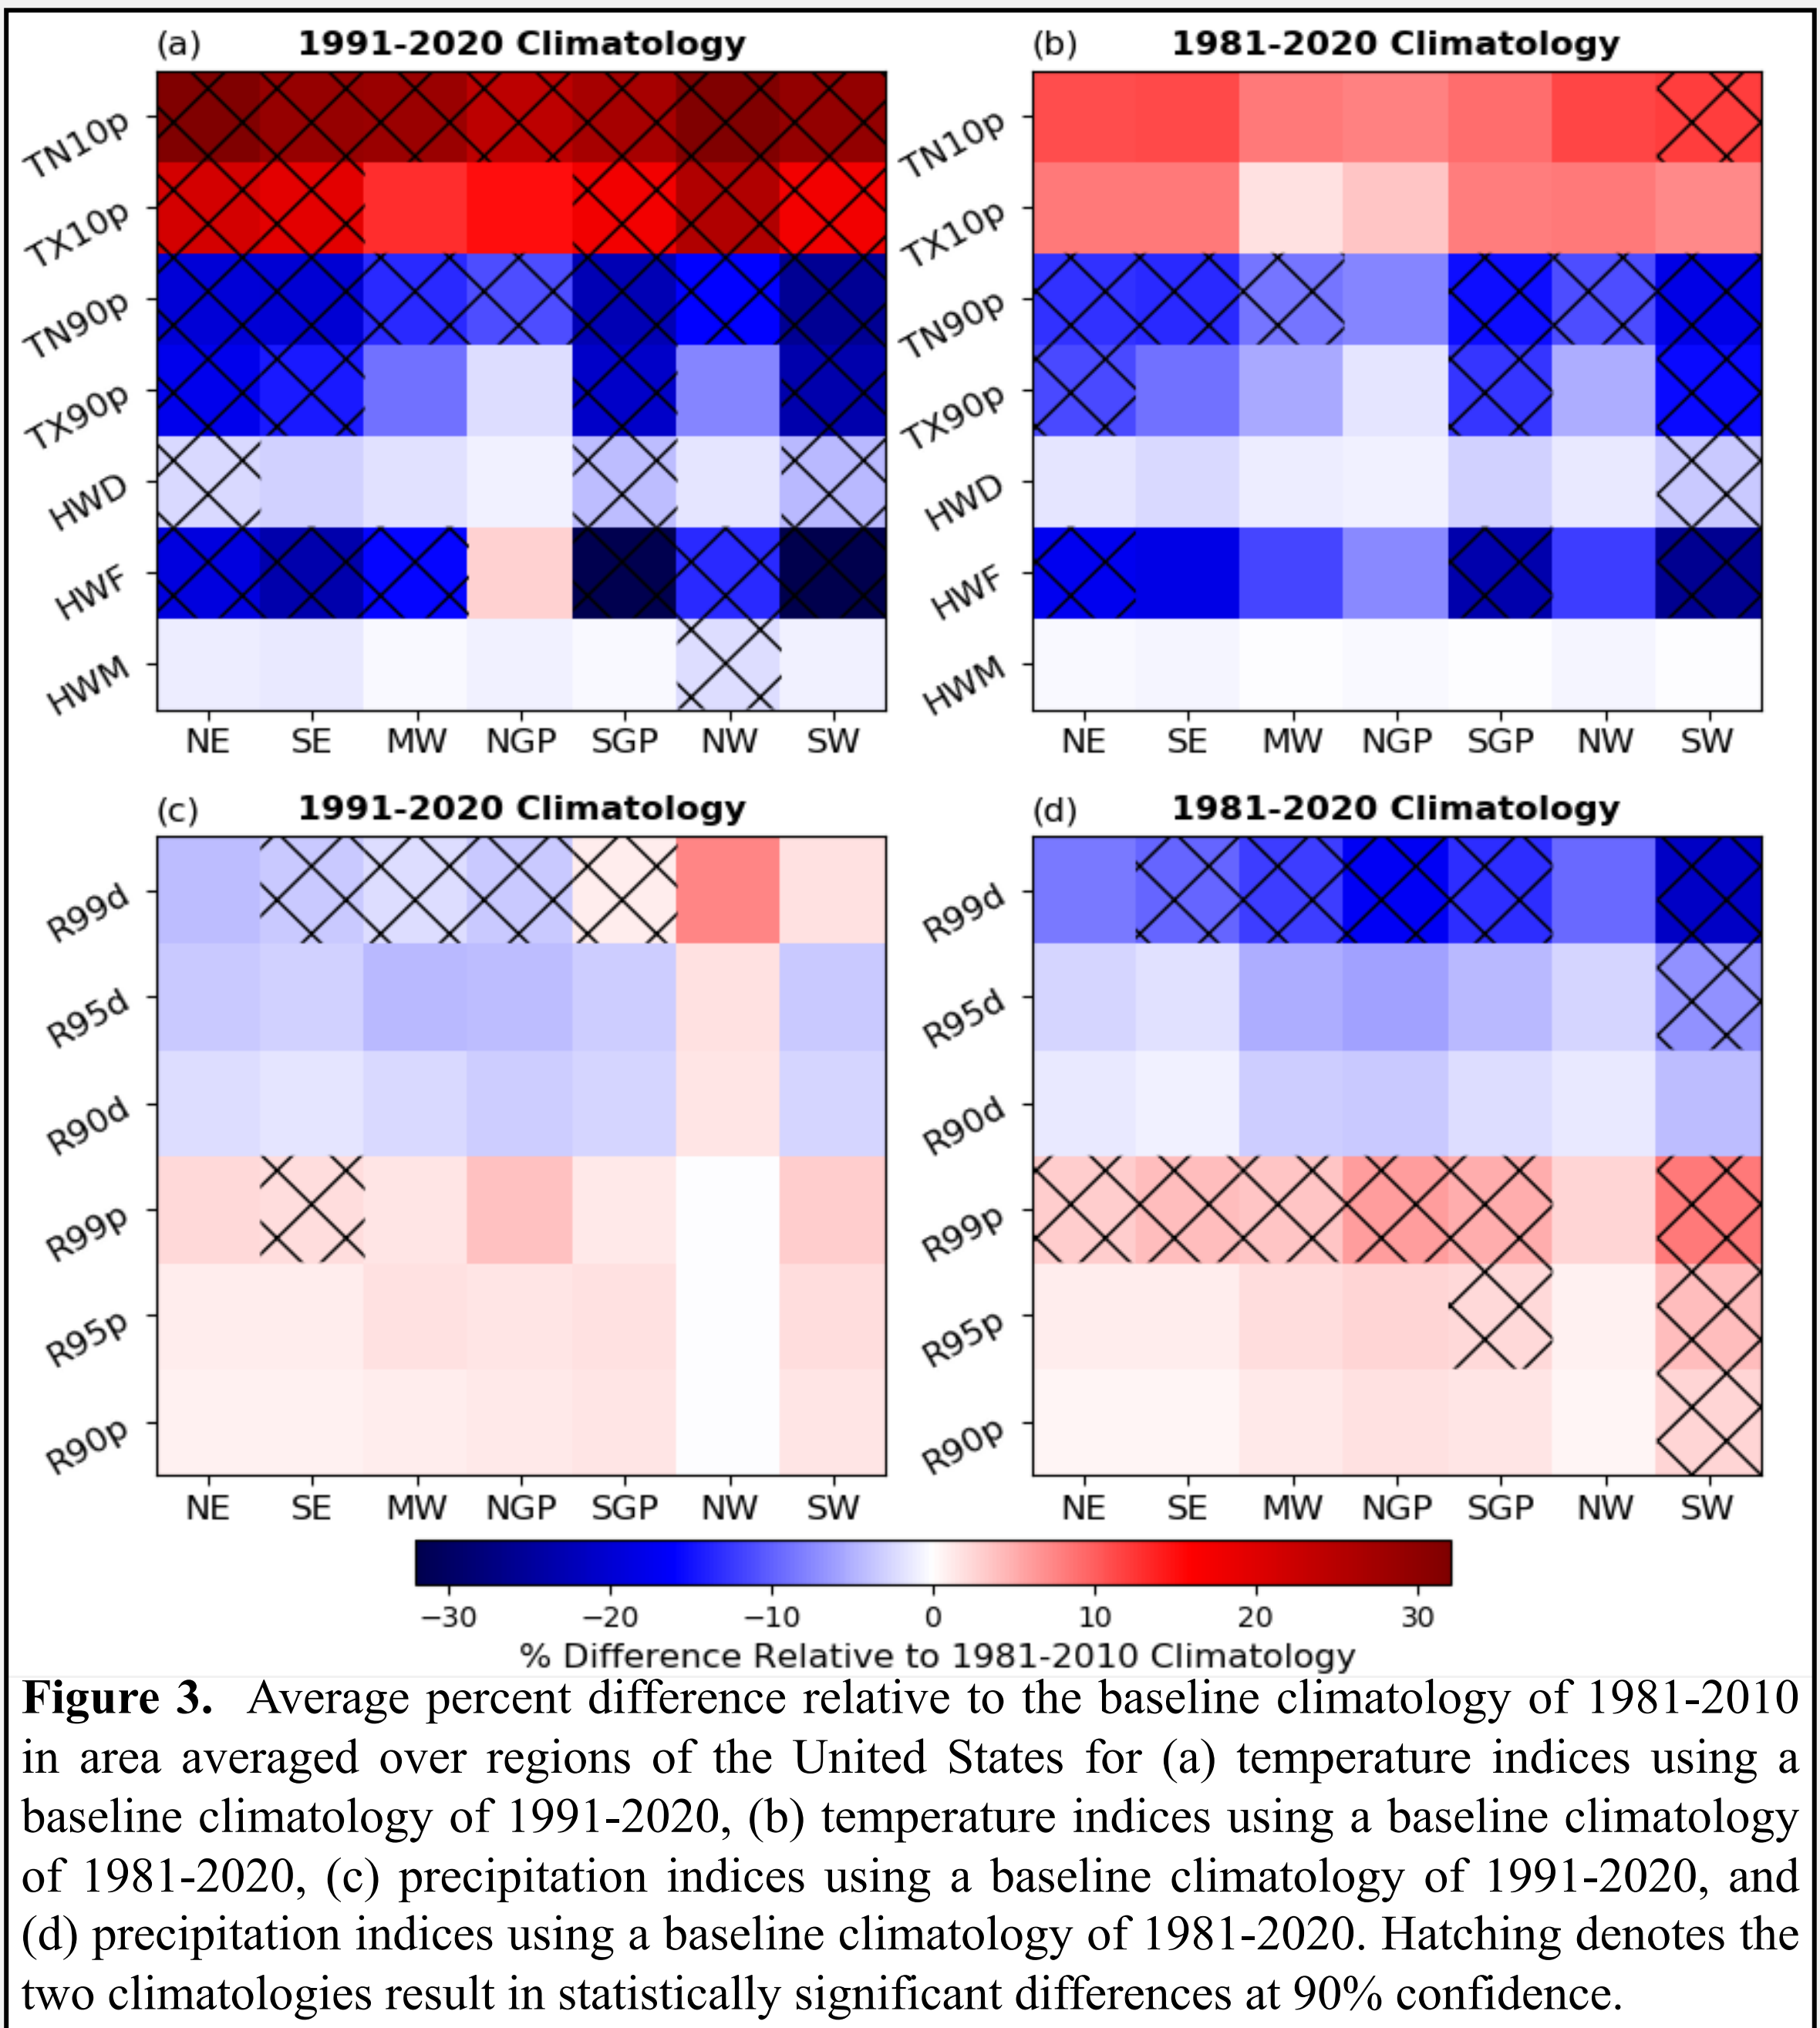 (a) 1991-2020 Climatology
(b) 1981-2020 Climatology
TN10p
TX10p
TN90p
TX90p
HWD
HWF
HWM
NE SE MW NGP SGP NW SW
TN10p
TX10p
TN90p
TX90p
HWD
HWF
HWM
NE SE MW NGP SGP NW SW
(c) 1991-2020 Climatology
(d) 1981-2020 Climatology
R99d
R95d
R90d
R99p
R95p
R90p
NE SE MW NGP SGP NW SW
R99d
R95d
R90d
R99p
R95p
R90p
NE SE MW NGP SGP NW SW
−30 −20 −10 0 10 20 30
% Difference Relative to 1981-2010 Climatology
Figure 3. Average percent difference relative to the baseline climatology of 1981-2010
in area averaged over regions of the United States for (a) temperature indices using a
baseline climatology of 1991-2020, (b) temperature indices using a baseline climatology
of 1981-2020, (c) precipitation indices using a baseline climatology of 1991-2020, and
(d) precipitation indices using a baseline climatology of 1981-2020. Hatching denotes the
two climatologies result in statistically significant differences at 90% confidence.